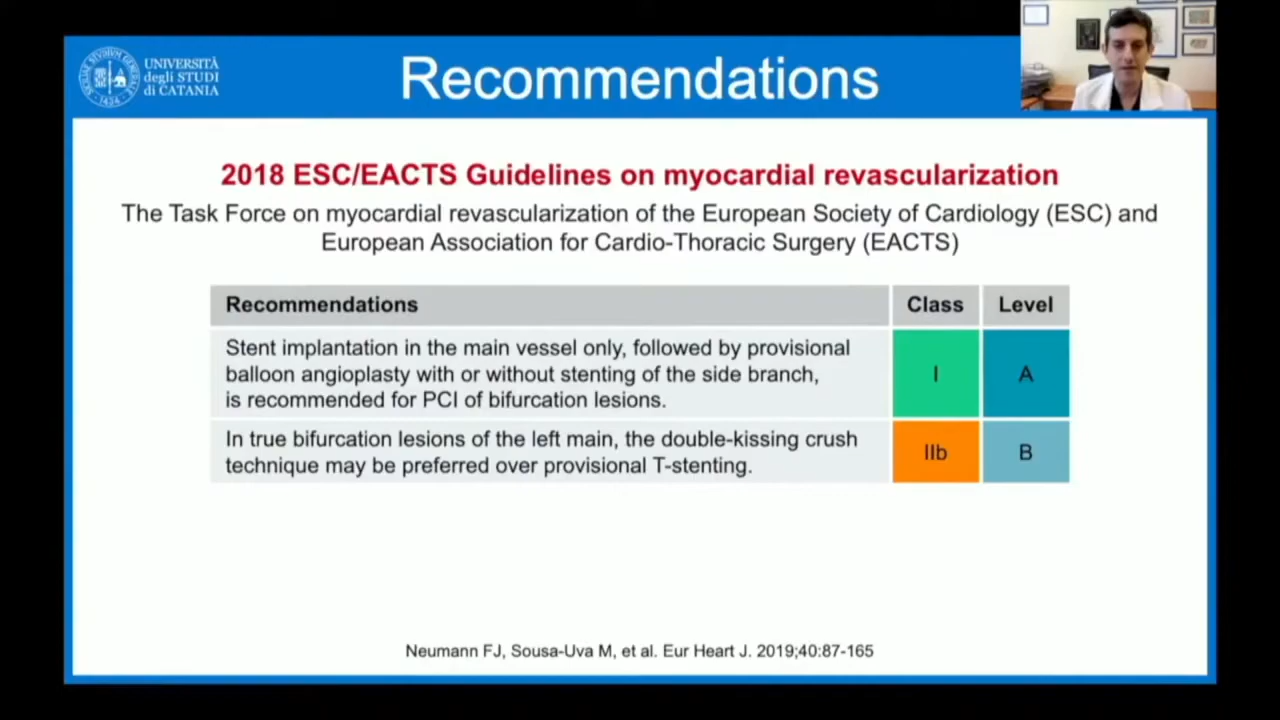 UNIVERSITÀ
degli STUDI
di CATANIA
Recommendations
2018 ESC/EACTS Guidelines on myocardial revascularization
The Task Force on myocardial revascularization of the European Society of Cardiology (ESC) and
European Association for Cardio-Thoracic Surgery (EACTS)
Recommendations Class Level
Stent implantation in the main vessel only, followed by provisional
balloon angioplasty with or without stenting of the side branch,
is recommended for PCI of bifurcation lesions.
I A
In true bifurcation lesions of the left main, the double-kissing crush
technique may be preferred over provisional T-stenting.
IIb B
Neumann FJ, Sousa-Uva M, et al. Eur Heart J. 2019;40:87-165